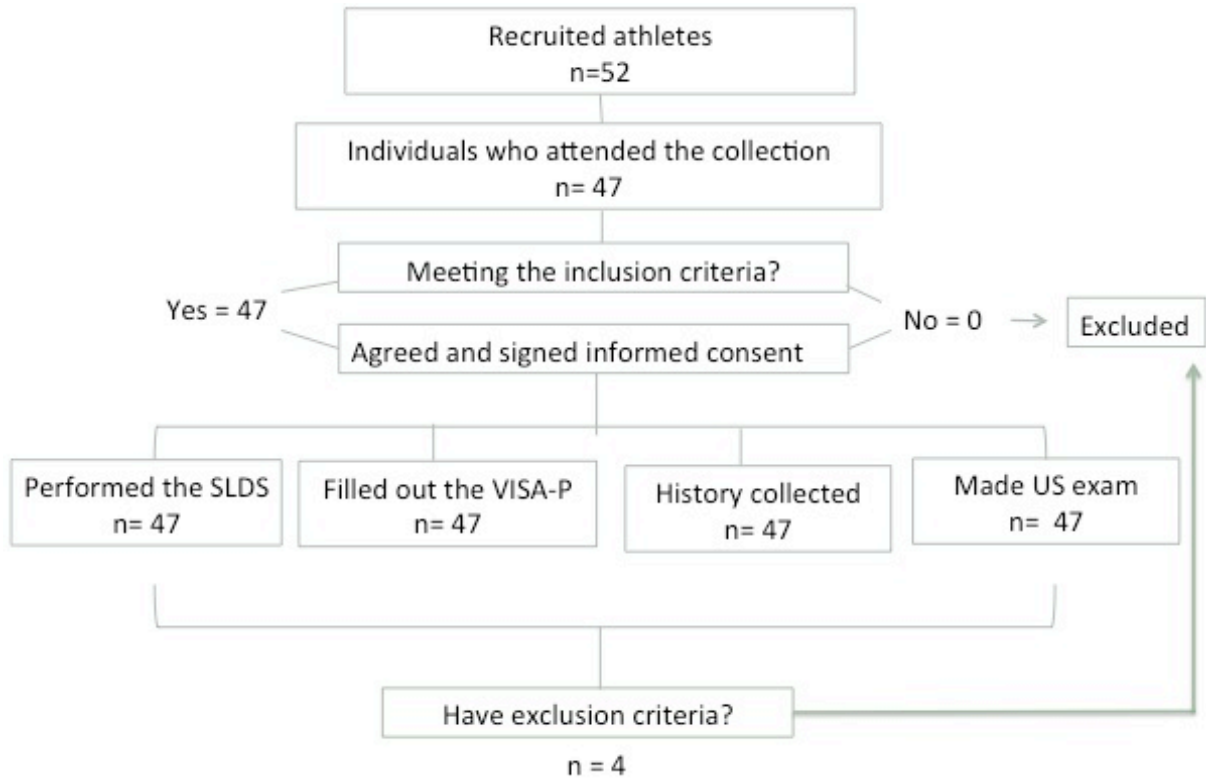 Recruited athletes
n=52
Individuals who attended the collection
n= 47
Meeting the inclusion criteria?
Yes = 47
No = 0
Excluded
Agreed and signed informed consent
Performed the SLDS
n= 47
Filled out the VISA-P
n= 47
History collected
n= 47
Made US exam
n= 47
Have exclusion criteria?
n = 4